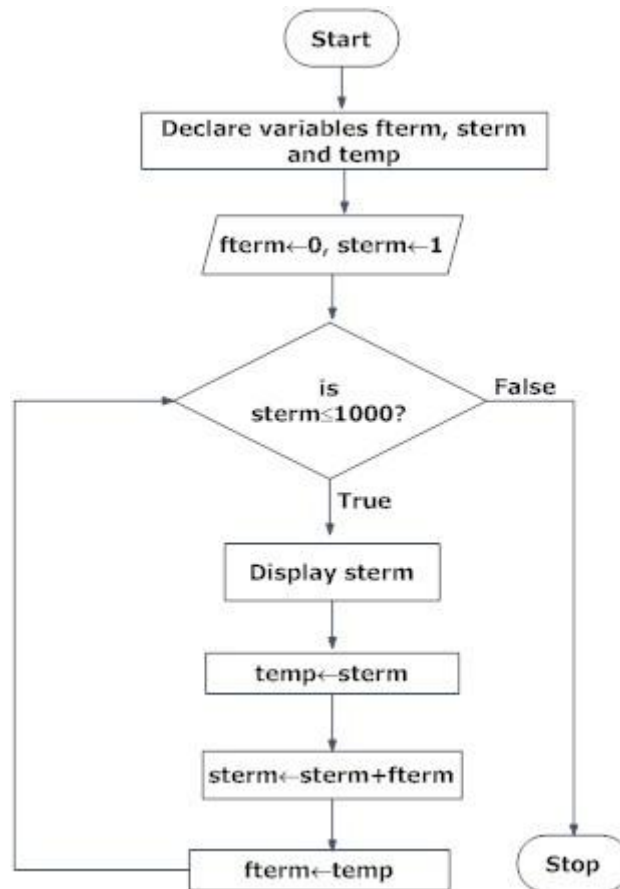 Start
Declare variables fterm, sterm
and temp
fterm←0, sterm←1
is
sterm≤1000?
False
True
Display sterm
temp←sterm
sterm←sterm+fterm
fterm←temp
Stop